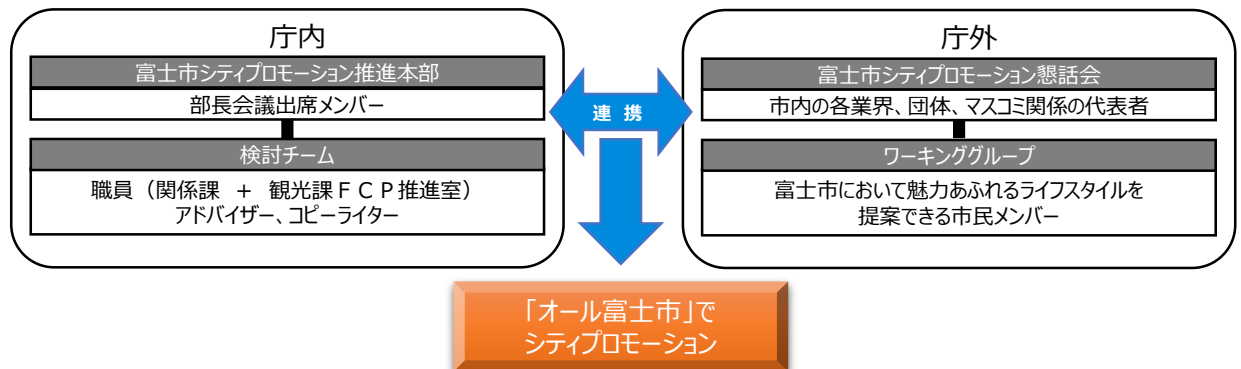 庁内
富士市シティプロモーション推進本部
部長会議出席メンバー
検討チーム
職員（関係課　+　観光課ＦＣＰ推進室）
アドバイザー、コピーライター
連 携
庁外
富士市シティプロモーション懇話会
市内の各業界、団体、マスコミ関係の代表者
ワーキンググループ
富士市において魅力あふれるライフスタイルを
提案できる市民メンバー
「オール富士市」で
シティプロモーション